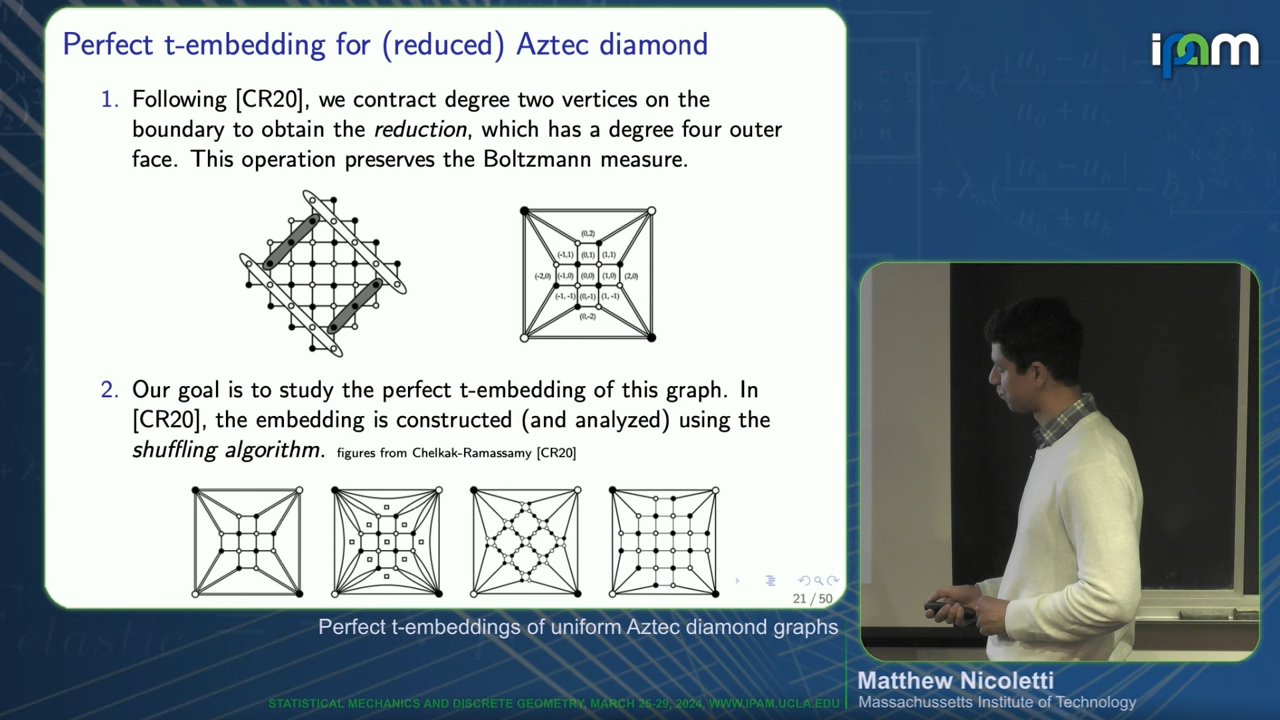 Perfect t-embedding for (reduced) Aztec diamond
1. Following [CR20], we contract degree two vertices on the
boundary to obtain the reduction, which has a degree four outer
face. This operation preserves the Boltzmann measure.
(0,2)
(-1,1) (0,1) (1,1)
(-2,0) (-1,0) (0,0) (1,0) (2,0)
(-1, -1) (0,-1) (1, -1)
(0,-2)
2. Our goal is to study the perfect t-embedding of this graph. In
[CR20], the embedding is constructed (and analyzed) using the
shuffling algorithm. figures from Chelkak-Ramassamy [CR20]
21 / 50
ipam
Perfect t-embeddings of uniform Aztec diamond graphs
Matthew Nicoletti
Massachussetts Institute of Technology
STATISTICAL MECHANICS AND DISCRETE GEOMETRY, MARCH 25-29, 2024, WWW.IPAM.UCLA.EDU